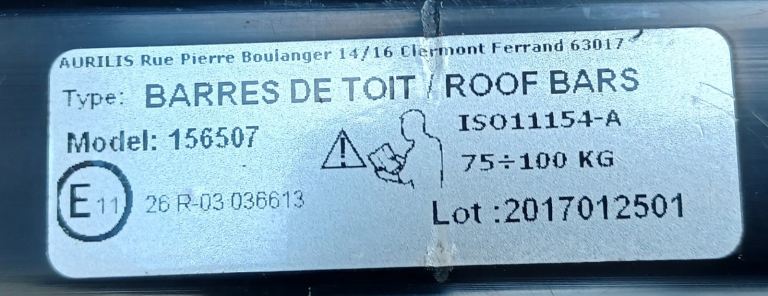 AURILIS Rue Pierre Boulanger 14/16 Clermont Ferrand 63017
Type: BARRES DE TOIT / ROOF BARS
Model: 156507
ISO11154-A
75÷100 KG
E 11 26 R-03 036613
Lot :2017012501